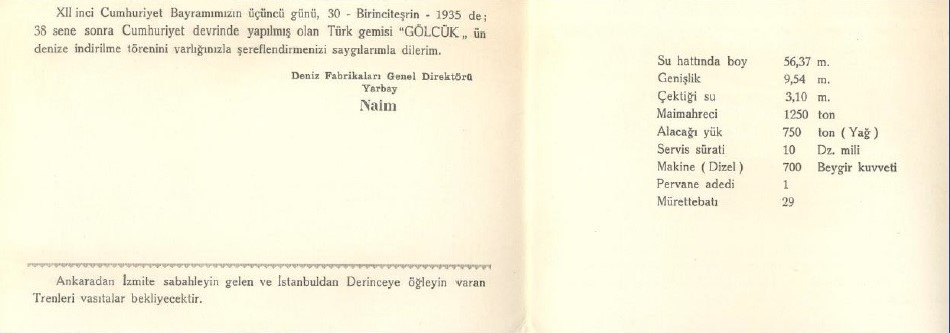 XII inci Cumhuriyet Bayramımızın üçüncü günü, 30 - Birinciteşrin - 1935 de;
38 sene sonra Cumhuriyet devrinde yapılmış olan Türk gemisi "GÖLCÜK„ ün
denize indirilme törenini varlığınızla şereflendirmenizi saygılarımla dilerim.
Deniz Fabrikaları Genel Direktörü
Yarbay
Naim
Ankaradan İzmite sabahleyin gelen ve İstanbuldan Derinceye öğleyin varan
Trenleri vasıtalar bekliyecektir.
Su hattında boy 56,37 m.
Genişlik 9,54 m.
Çektiği su 3,10 m.
Maimahreci 1250 ton
Alacağı yük 750 ton ( Yağ )
Servis sürati 10 Dz. mili
Makine ( Dizel ) 700 Beygir kuvveti
Pervane adedi 1
Mürettebatı 29